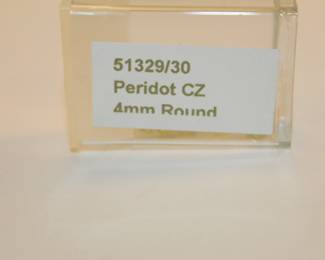 51329/30
Peridot CZ
4mm Round